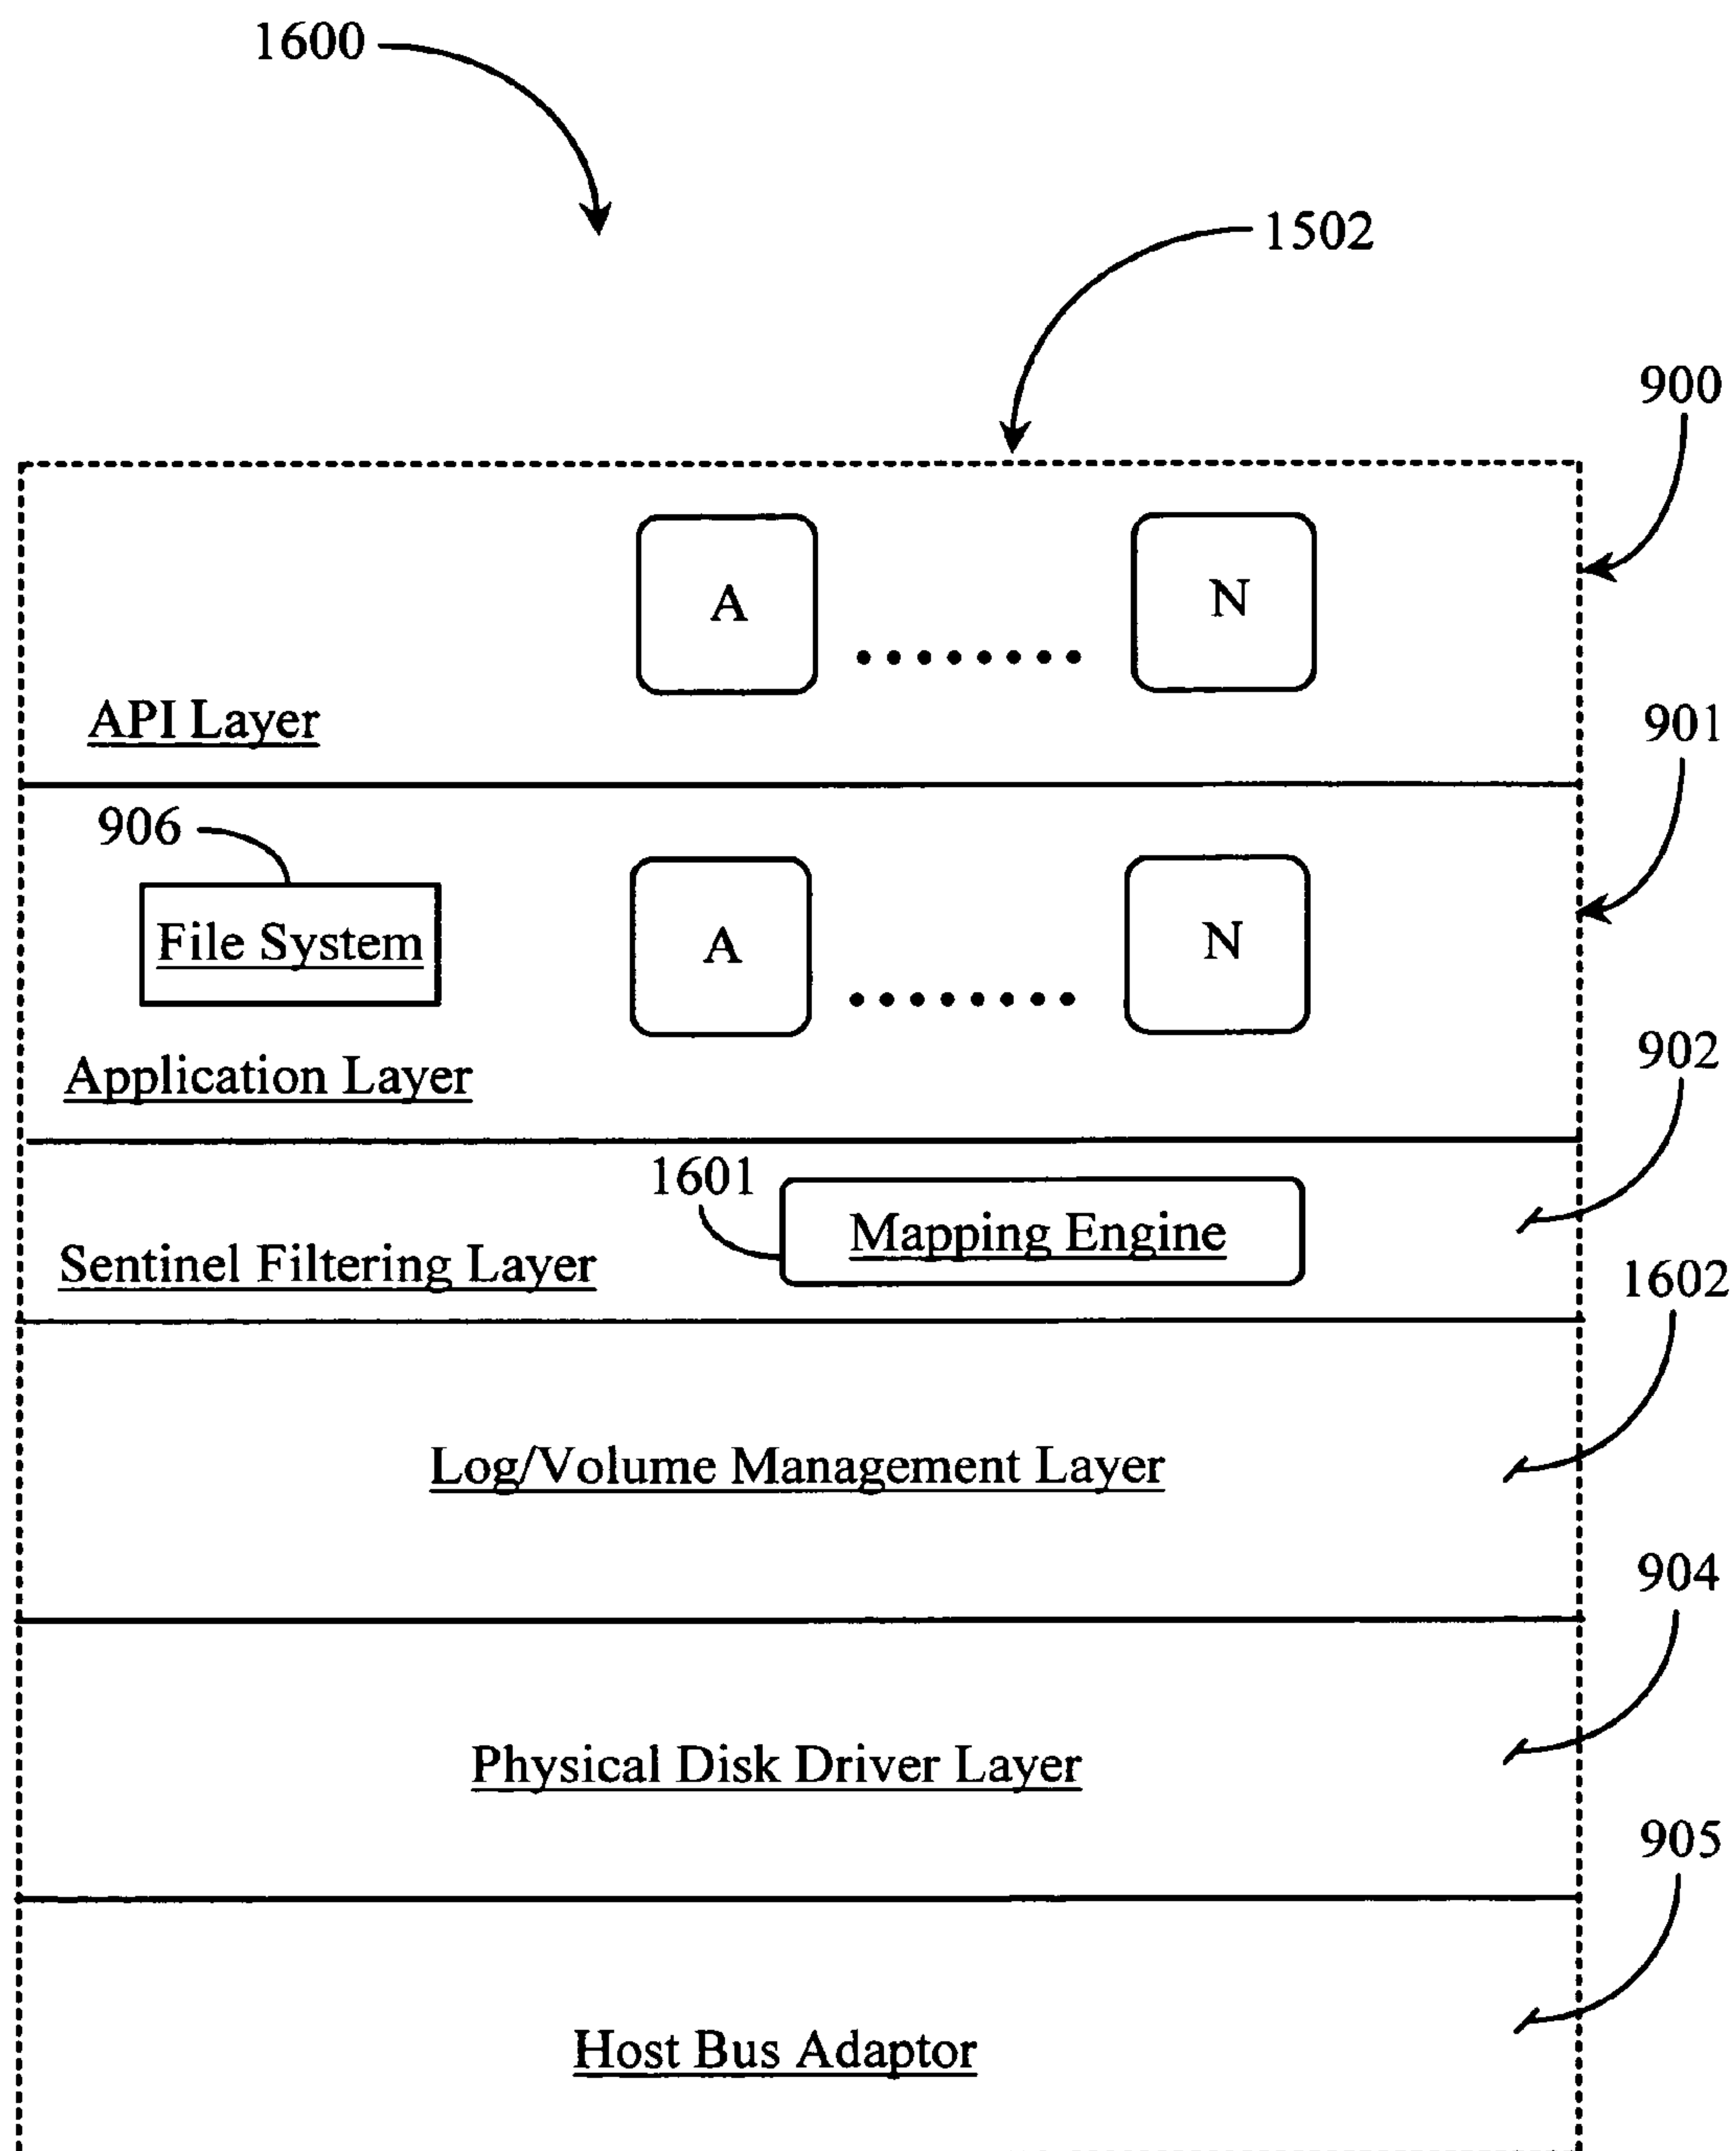 1600
1502
900
A
N
API Layer
901
906
File System
A
N
Application Layer
902
1601
Mapping Engine
Sentinel Filtering Layer
1602
Log/Volume Management Layer
904
Physical Disk Driver Layer
905
Host Bus Adaptor